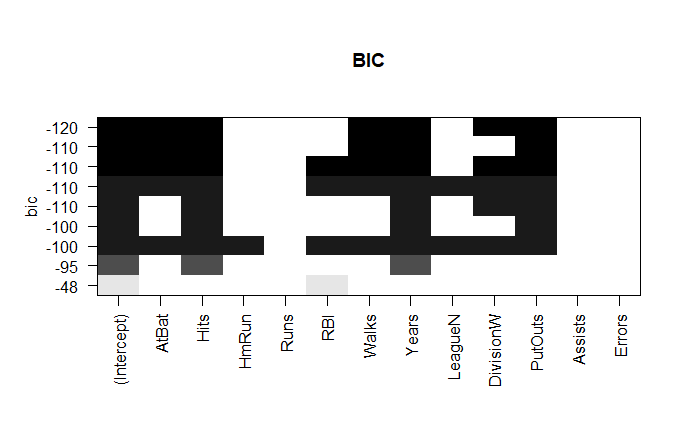 BIC
bic
-120
-110
-110
-110
-110
-100
-100
-95
-48
(Intercept)
AtBat
Hits
HmRun
Runs
RBI
Walks
Years
LeagueN
DivisionW
PutOuts
Assists
Errors